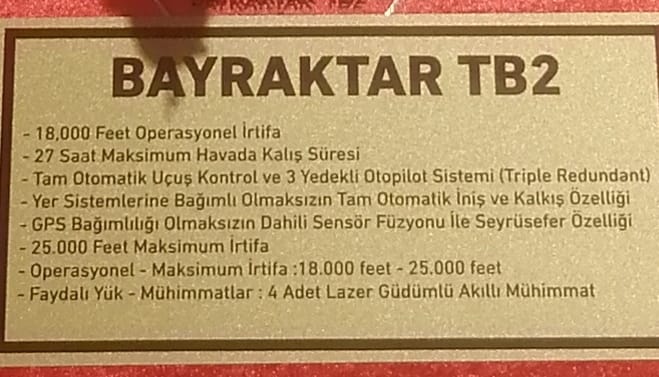 BAYRAKTAR TB2
- 18,000 Feet Operasyonel İrtifa
- 27 Saat Maksimum Havada Kalış Süresi
- Tam Otomatik Uçuş Kontrol ve 3 Yedekli Otopilot Sistemi (Triple Redundant)
- Yer Sistemlerine Bağımlı Olmaksızın Tam Otomatik İniş ve Kalkış Özelliği
- GPS Bağımlılığı Olmaksızın Dahili Sensör Füzyonu İle Seyrüsefer Özelliği
- 25.000 Feet Maksimum İrtifa
- Operasyonel - Maksimum İrtifa :18.000 feet - 25.000 feet
- Faydalı Yük - Mühimmatlar : 4 Adet Lazer Güdümlü Akıllı Mühimmat